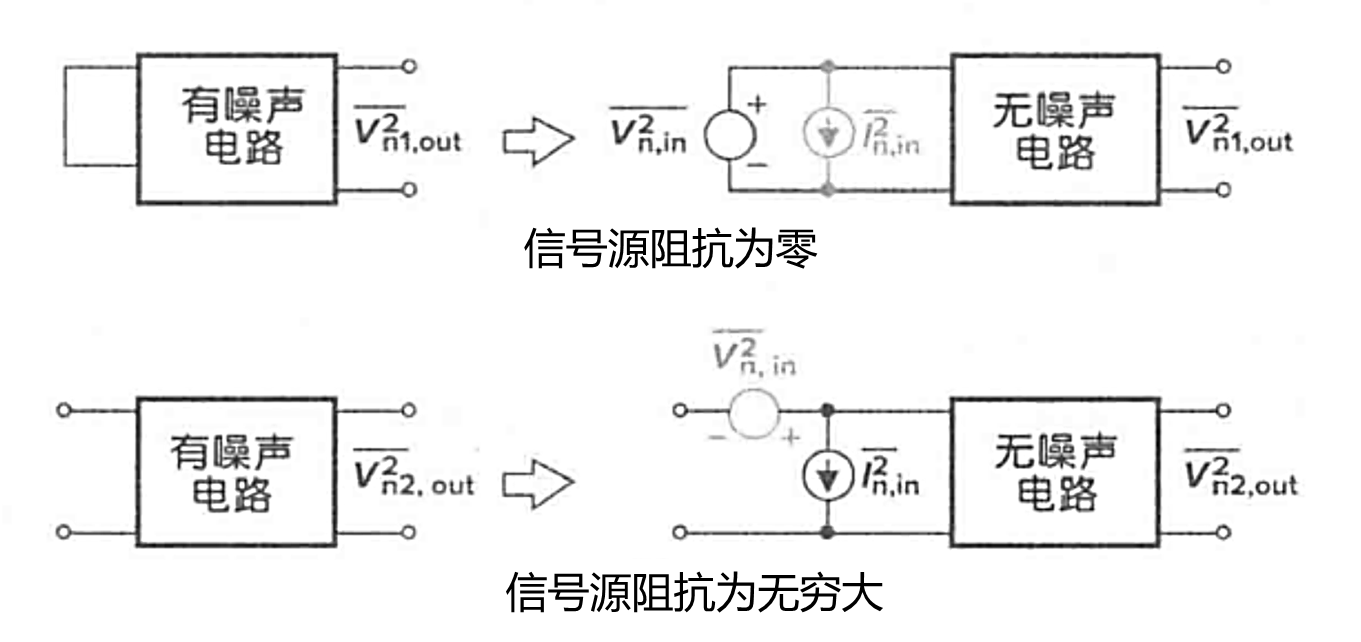 有噪声
电路
V²n1,out
V²n,in
+
−
I²n,in
无噪声
电路
V²n1,out
信号源阻抗为零
有噪声
电路
V²n2, out
V²n, in
−
+
I²n,in
无噪声
电路
V²n2,out
信号源阻抗为无穷大